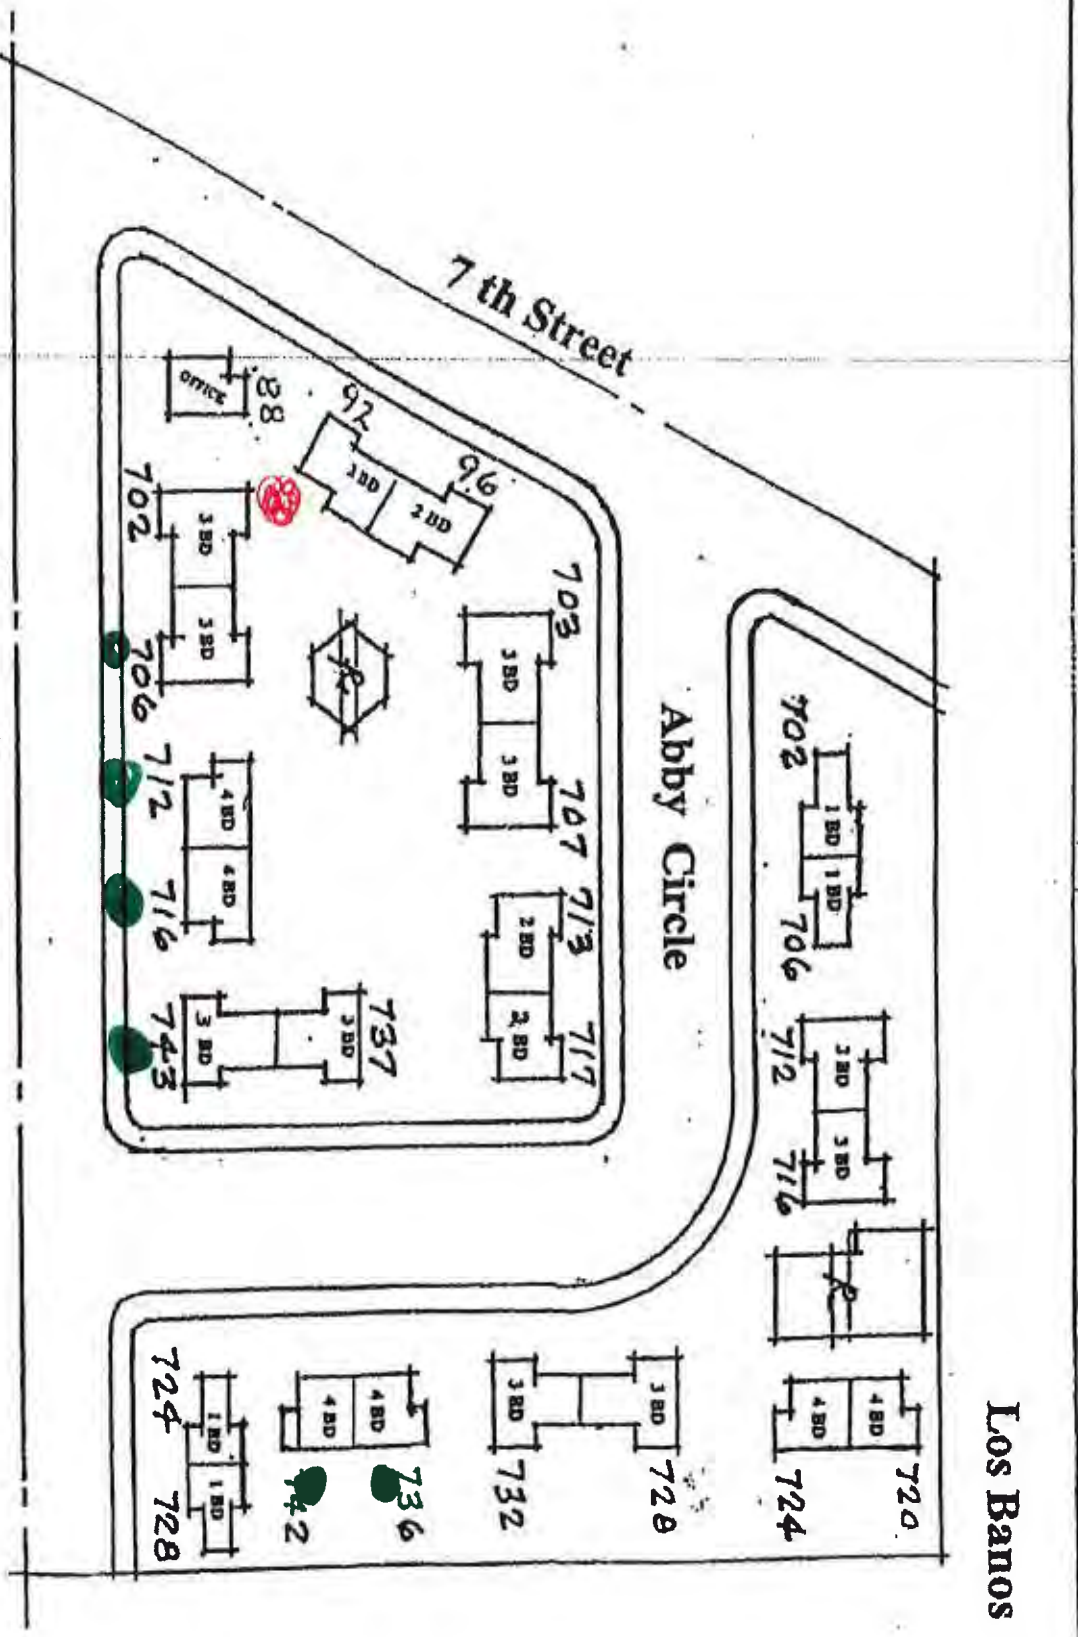 Los Banos
7 th Street
Abby Circle
702
1 BD
1 BD
706
712
3 BD
3 BD
716
720
4 BD
4 BD
724
728
3 BD
3 BD
732
736
4 BD
4 BD
724
1 BD
1 BD
728
88
OFFICE
92
2 BD
96
2 BD
703
3 BD
3 BD
707
713
2 BD
2 BD
717
737
3 BD
3 BD
743
702
3 BD
3 BD
706
712
4 BD
4 BD
716